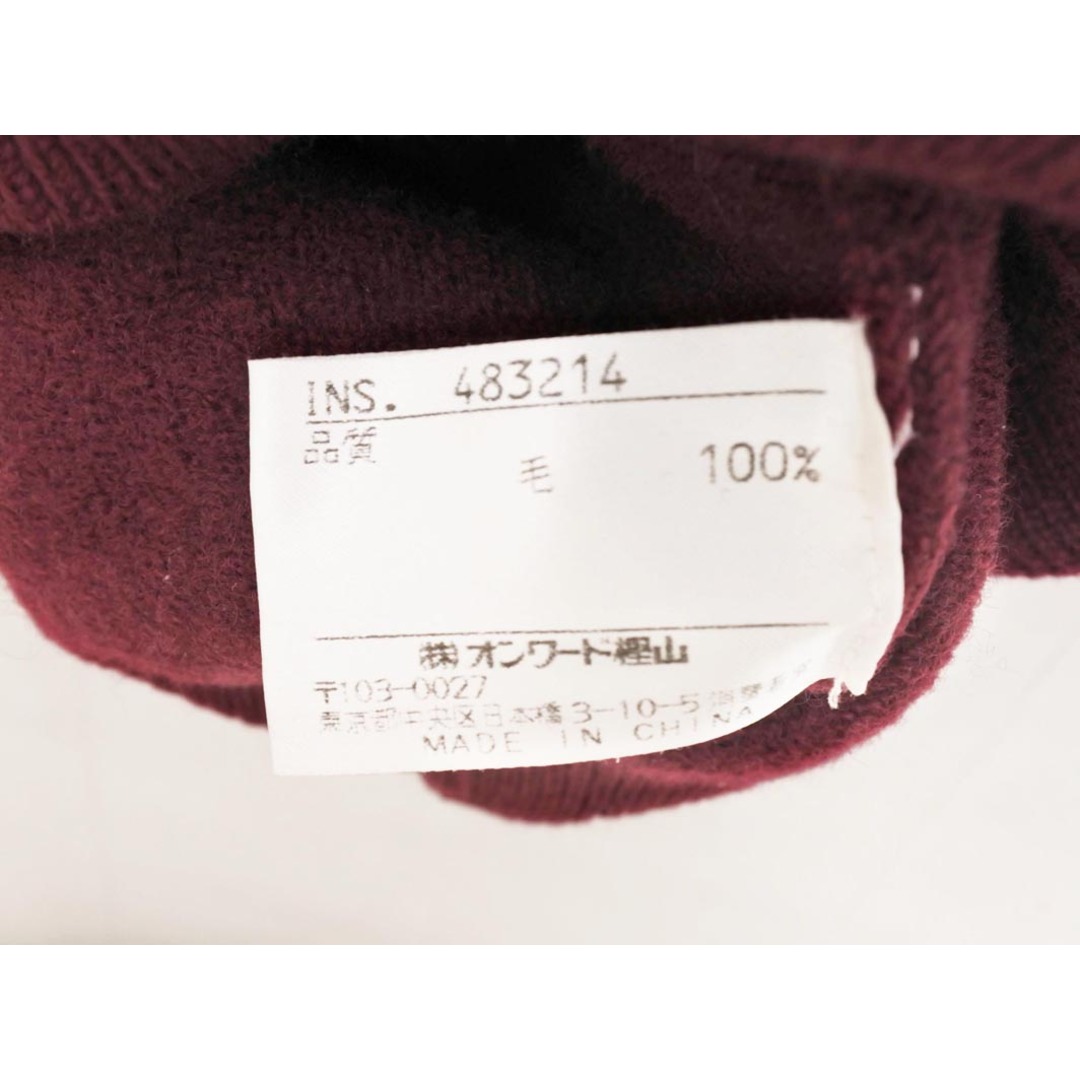 INS. 483214
品質
毛 100%
㈱オンワード樫山
〒103-0027
東京都中央区日本橋3-10-5
MADE IN CHINA